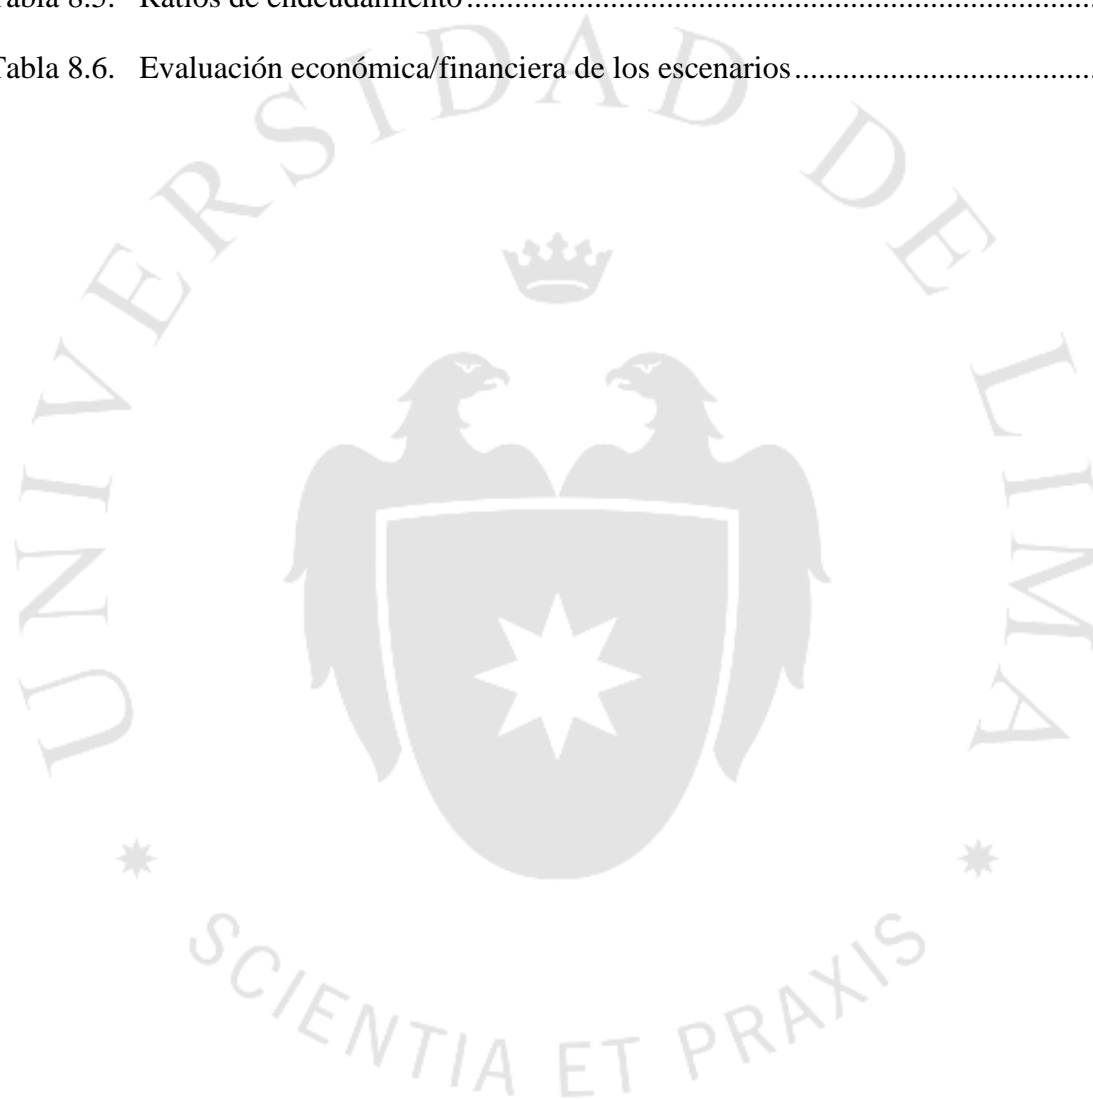 Tabla 8.5. Ratios de endeudamiento........................................................................
Tabla 8.6. Evaluación económica/financiera de los escenarios......................................
UNIVERSIDAD DE LIMA
SCIENTIA ET PRAXIS